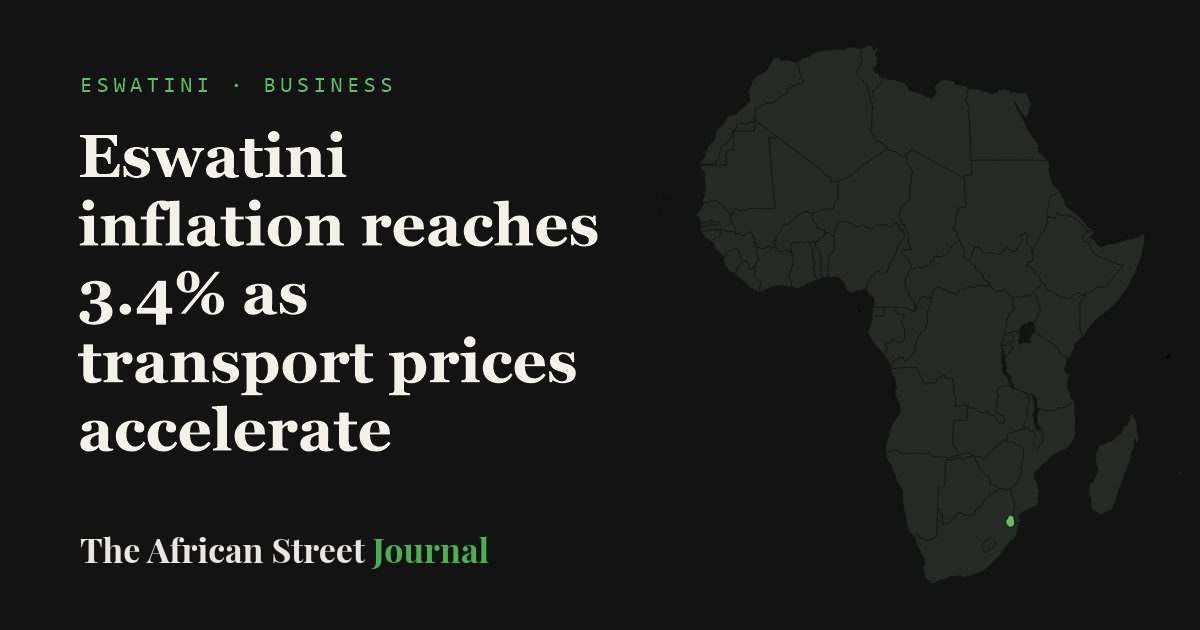 ESWATINI · BUSINESS
Eswatini
inflation reaches
3.4% as
transport prices
accelerate
The African Street Journal